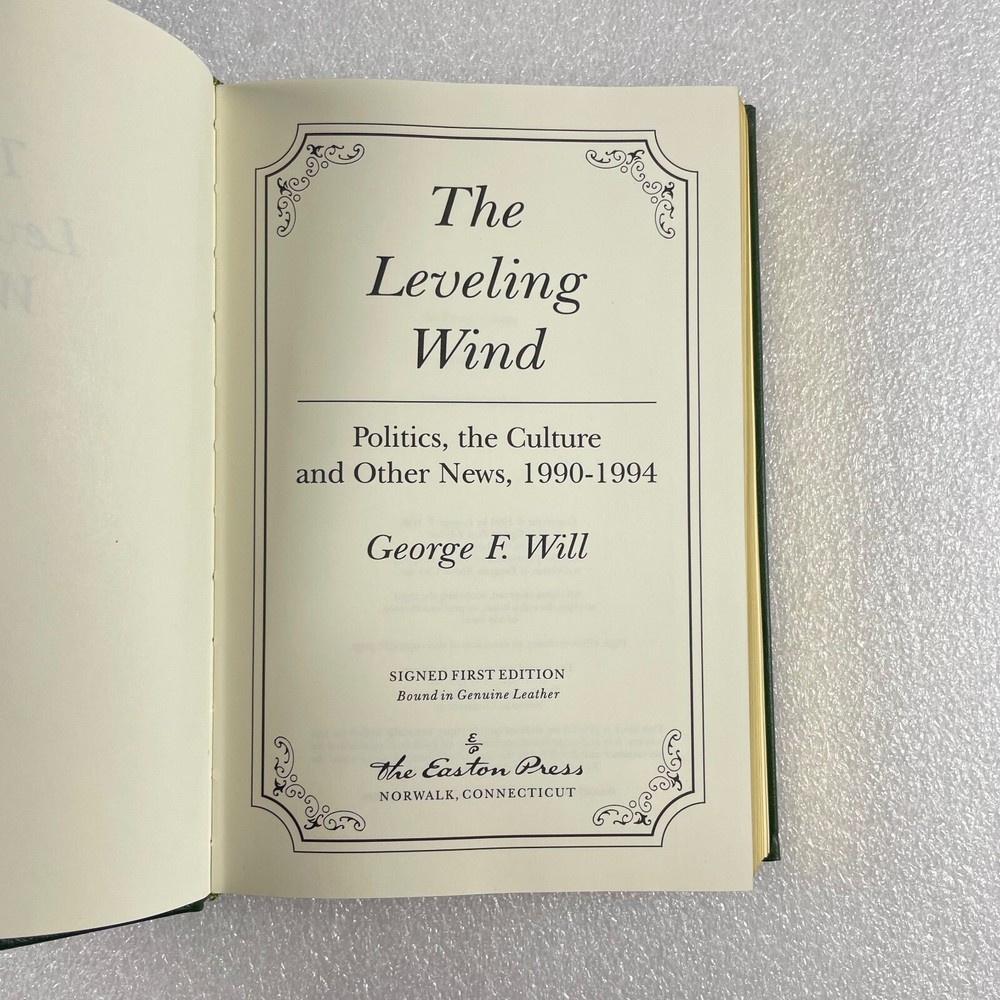 The
Leveling
Wind
Politics, the Culture
and Other News, 1990-1994
George F. Will
SIGNED FIRST EDITION
Bound in Genuine Leather
E
P
the Easton Press
NORWALK, CONNECTICUT